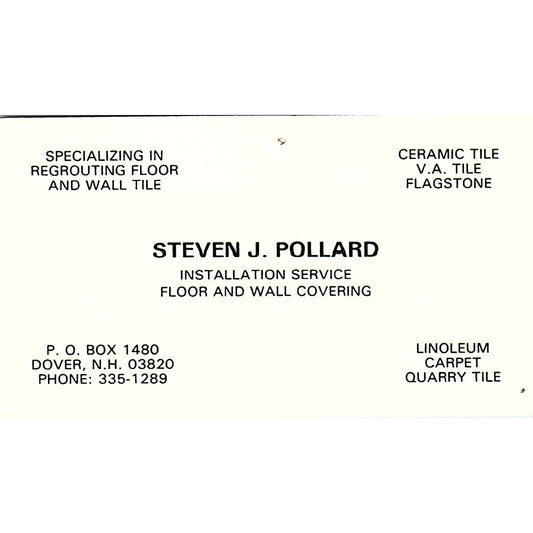 SPECIALIZING IN
REGROUTING FLOOR
AND WALL TILE
CERAMIC TILE
V.A. TILE
FLAGSTONE
STEVEN J. POLLARD
INSTALLATION SERVICE
FLOOR AND WALL COVERING
P. O. BOX 1480
DOVER, N.H. 03820
PHONE: 335-1289
LINOLEUM
CARPET
QUARRY TILE